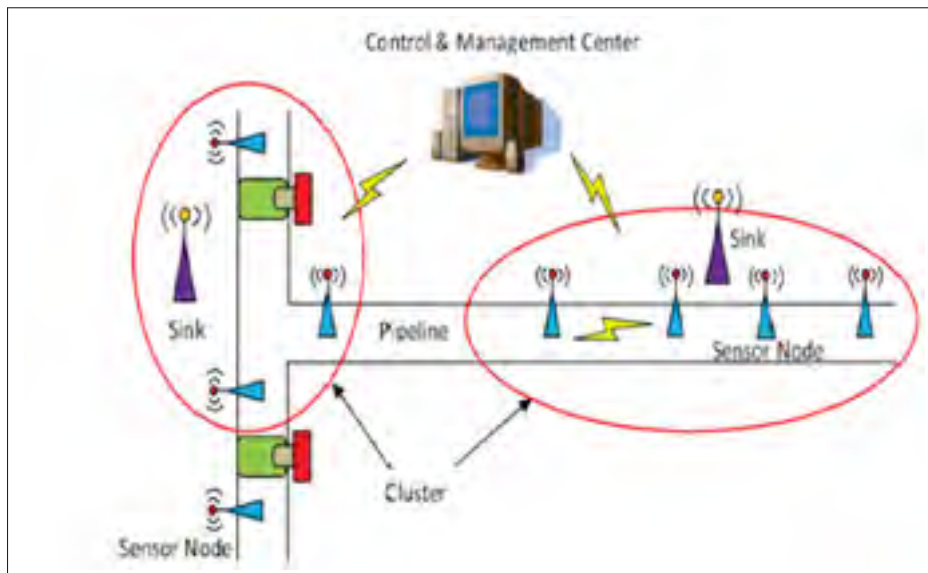 Control & Management Center
Sink
Sink
Pipeline
Sensor Node
Cluster
Sensor Node